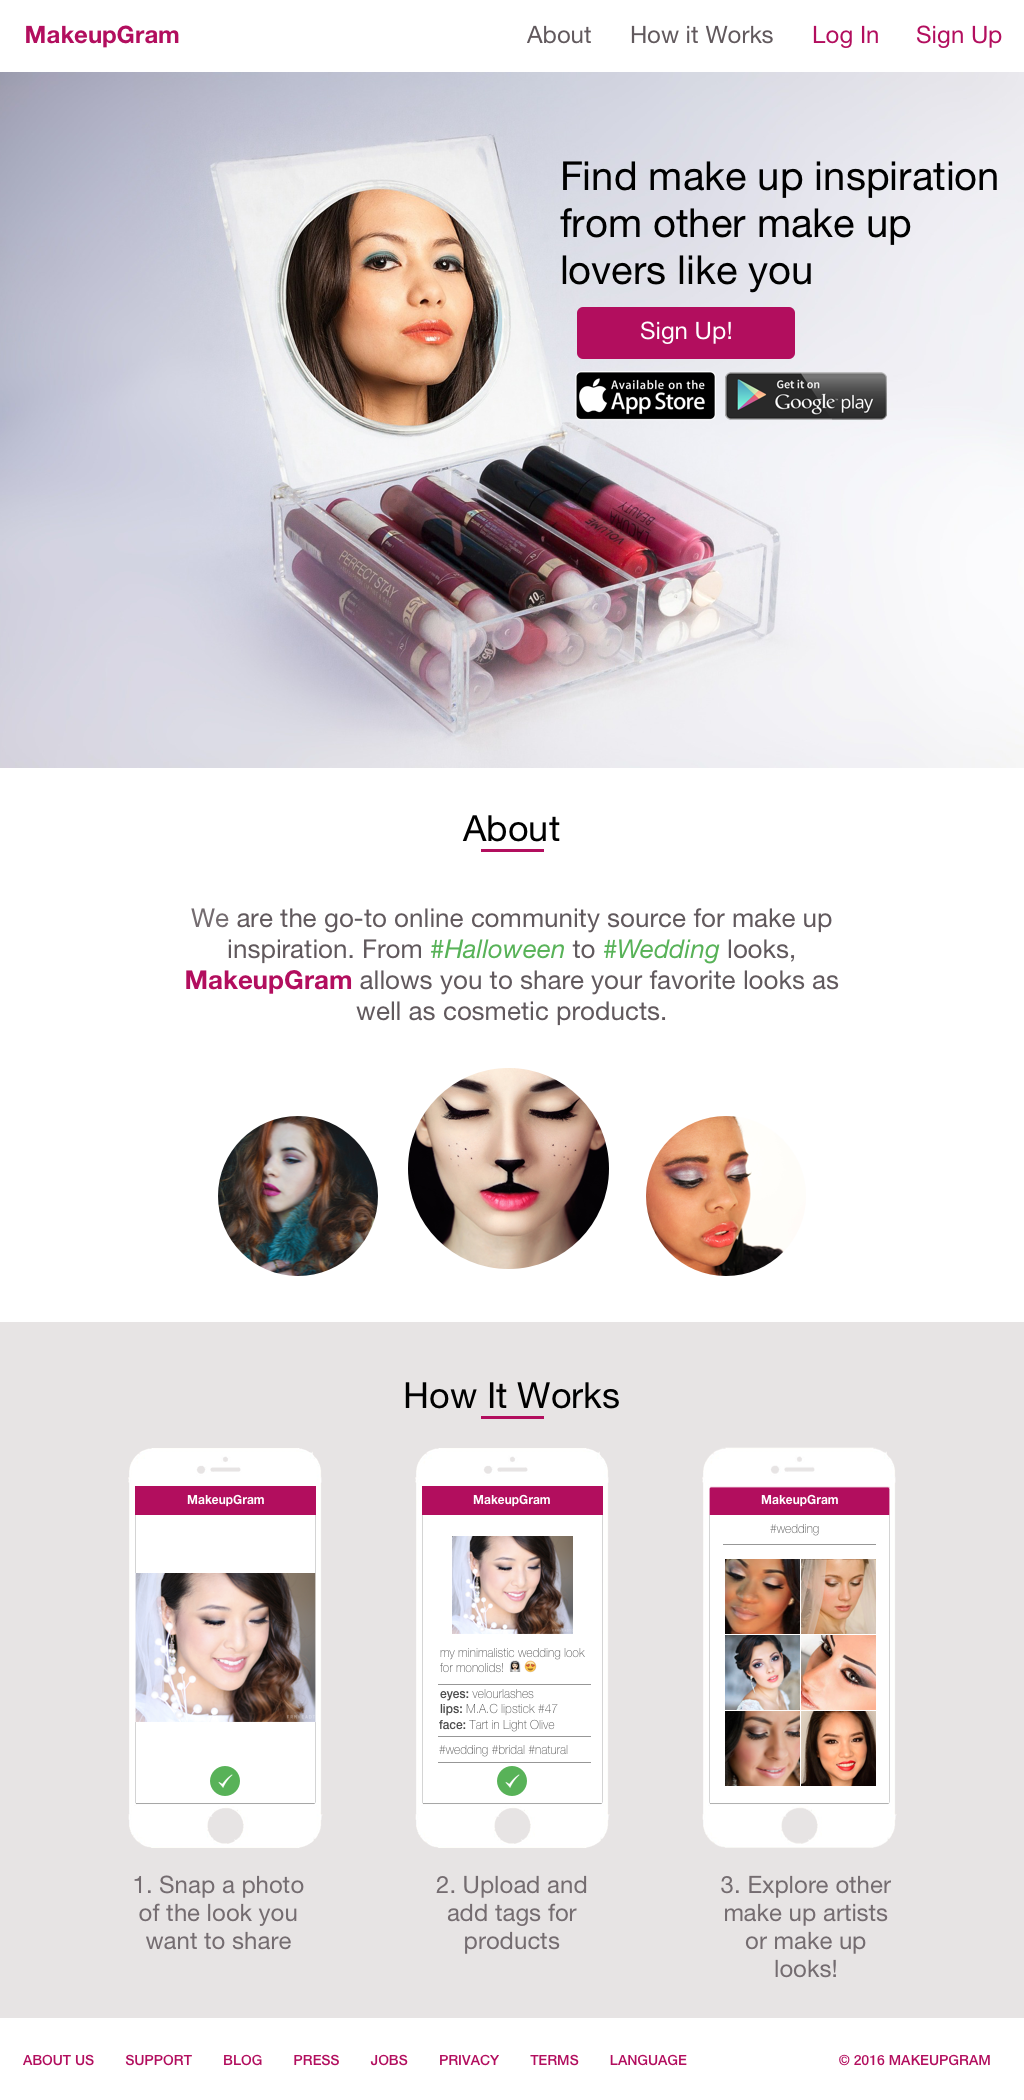 MakeupGram
About
How it Works
Log In
Sign Up
Find make up inspiration
from other make up
lovers like you
Sign Up!
Available on the
App Store
Get it on
Google play
PERFECT STAY
10
VOLUME
BEAUTY
About
We are the go-to online community source for make up
inspiration. From #Halloween to #Wedding looks,
MakeupGram allows you to share your favorite looks as
well as cosmetic products.
How It Works
MakeupGram
MakeupGram
my minimalistic wedding look
for monolids! 👰🏻 😍
eyes: velourlashes
lips: M.A.C lipstick #47
face: Tart in Light Olive
#wedding #bridal #natural
MakeupGram
#wedding
1. Snap a photo
of the look you
want to share
2. Upload and
add tags for
products
3. Explore other
make up artists
or make up
looks!
ABOUT US
SUPPORT
BLOG
PRESS
JOBS
PRIVACY
TERMS
LANGUAGE
© 2016 MAKEUPGRAM